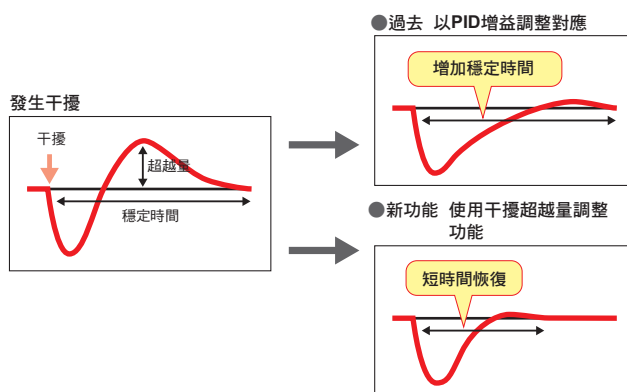 發生干擾
干擾
超越量
穩定時間
●過去 以PID增益調整對應
增加穩定時間
●新功能 使用干擾超越量調整
功能
短時間恢復